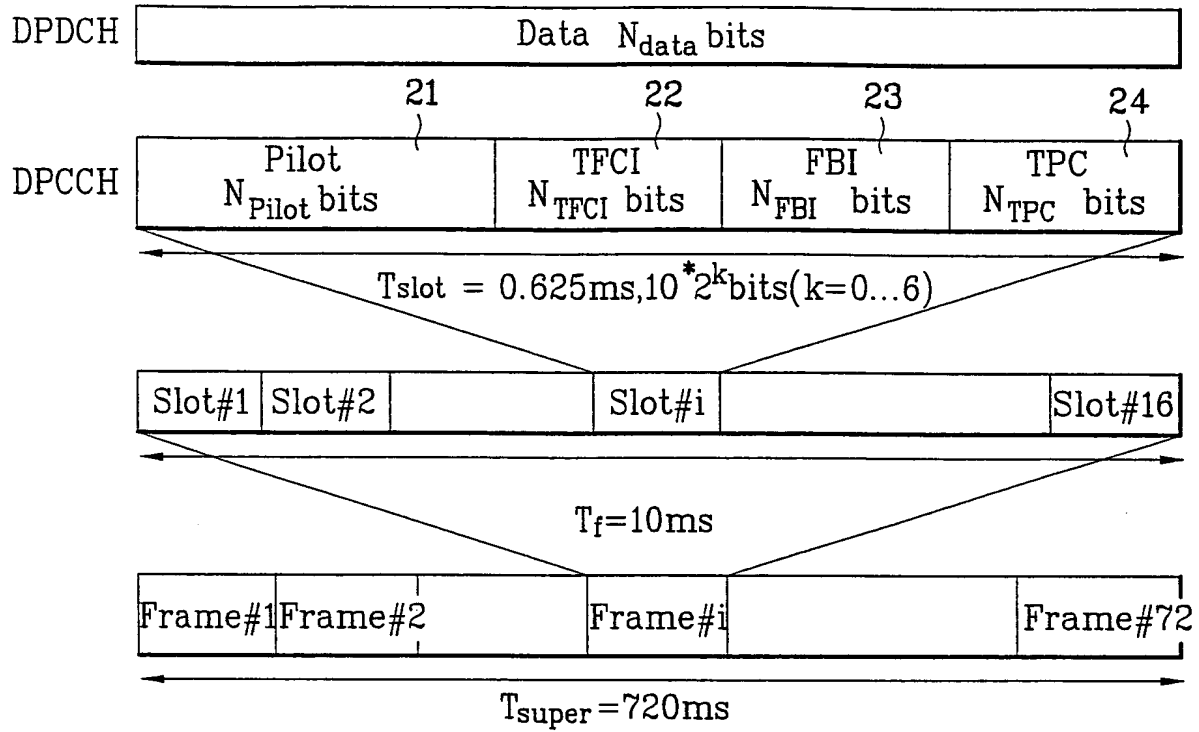 DPDCH Data N_data bits
21 22 23 24
DPCCH Pilot TFCI FBI TPC
N_Pilot bits N_TFCI bits N_FBI bits N_TPC bits
T_slot = 0.625ms,10*2^k bits(k=0...6)
Slot#1 Slot#2 Slot#i Slot#16
T_f=10ms
Frame#1 Frame#2 Frame#i Frame#72
T_super=720ms